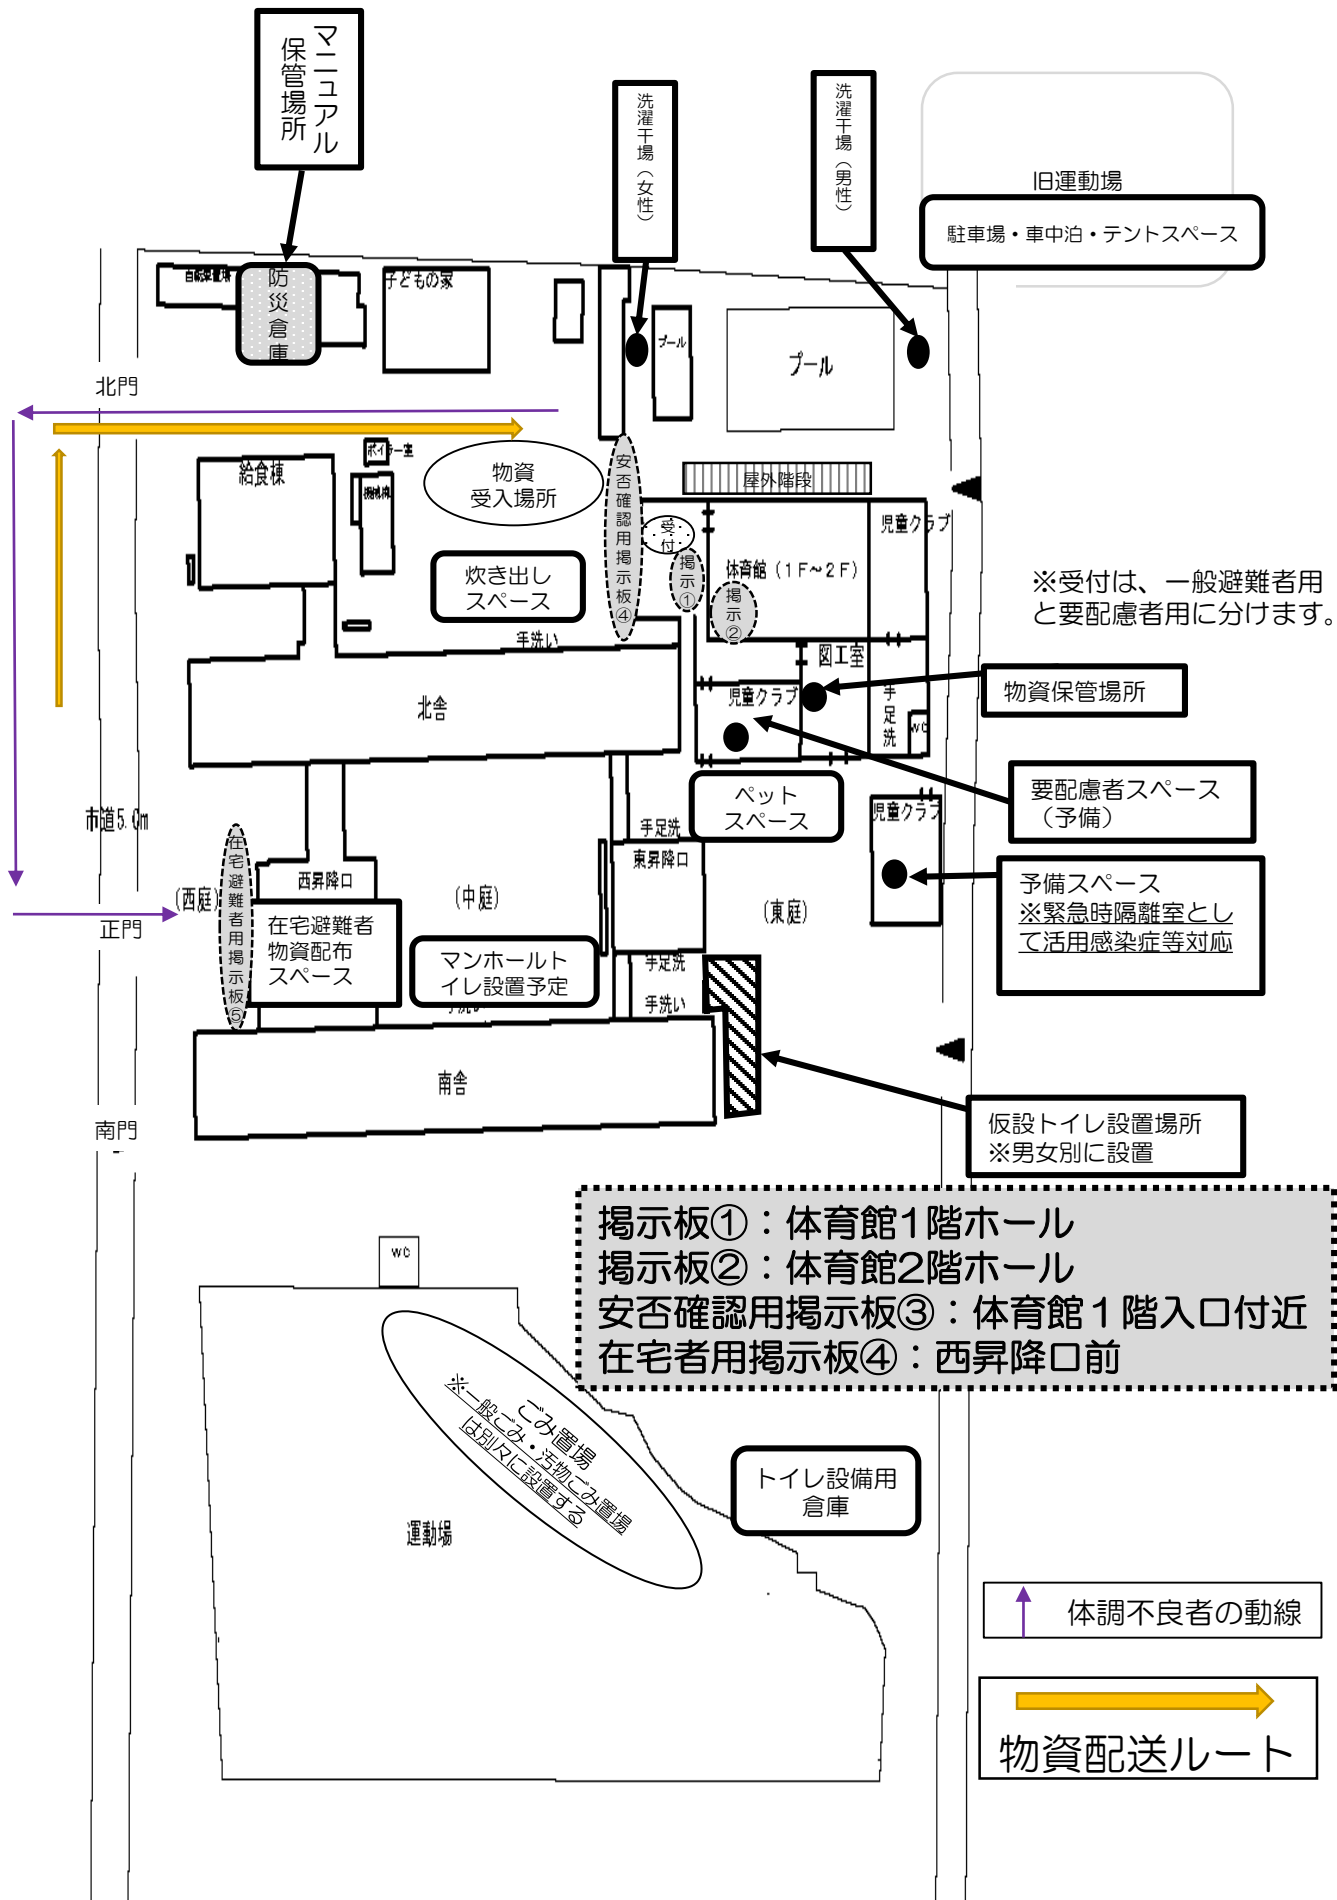 マニュアル
保管場所
洗濯干場（女性）
洗濯干場（男性）
旧運動場
駐車場・車中泊・テントスペース
防災倉庫
子どもの家
プール
プール
北門
給食棟
ボイラー室
物資
受入場所
安否確認用掲示板④
屋外階段
受付
児童クラブ
掲示①
体育館（1F～2F）
掲示②
炊き出し
スペース
※受付は、一般避難者用
と要配慮者用に分けます。
手洗い
図工室
北舎
児童クラブ
手足洗
WC
物資保管場所
ペット
スペース
要配慮者スペース
（予備）
市道5.0m
手足洗
児童クラブ
在宅避難者用掲示板⑤
西昇降口
東昇降口
(西庭)
(中庭)
(東庭)
予備スペース
※緊急時隔離室とし
て活用感染症等対応
正門
在宅避難者
物資配布
スペース
マンホールト
イレ設置予定
手足洗
手洗い
手洗い
南舎
南門
仮設トイレ設置場所
※男女別に設置
掲示板①：体育館1階ホール
掲示板②：体育館2階ホール
安否確認用掲示板③：体育館１階入口付近
在宅者用掲示板④：西昇降口前
WC
ごみ置場
※一般ごみ・汚物ごみ置場
は別々に設置する
トイレ設備用
倉庫
運動場
体調不良者の動線
物資配送ルート